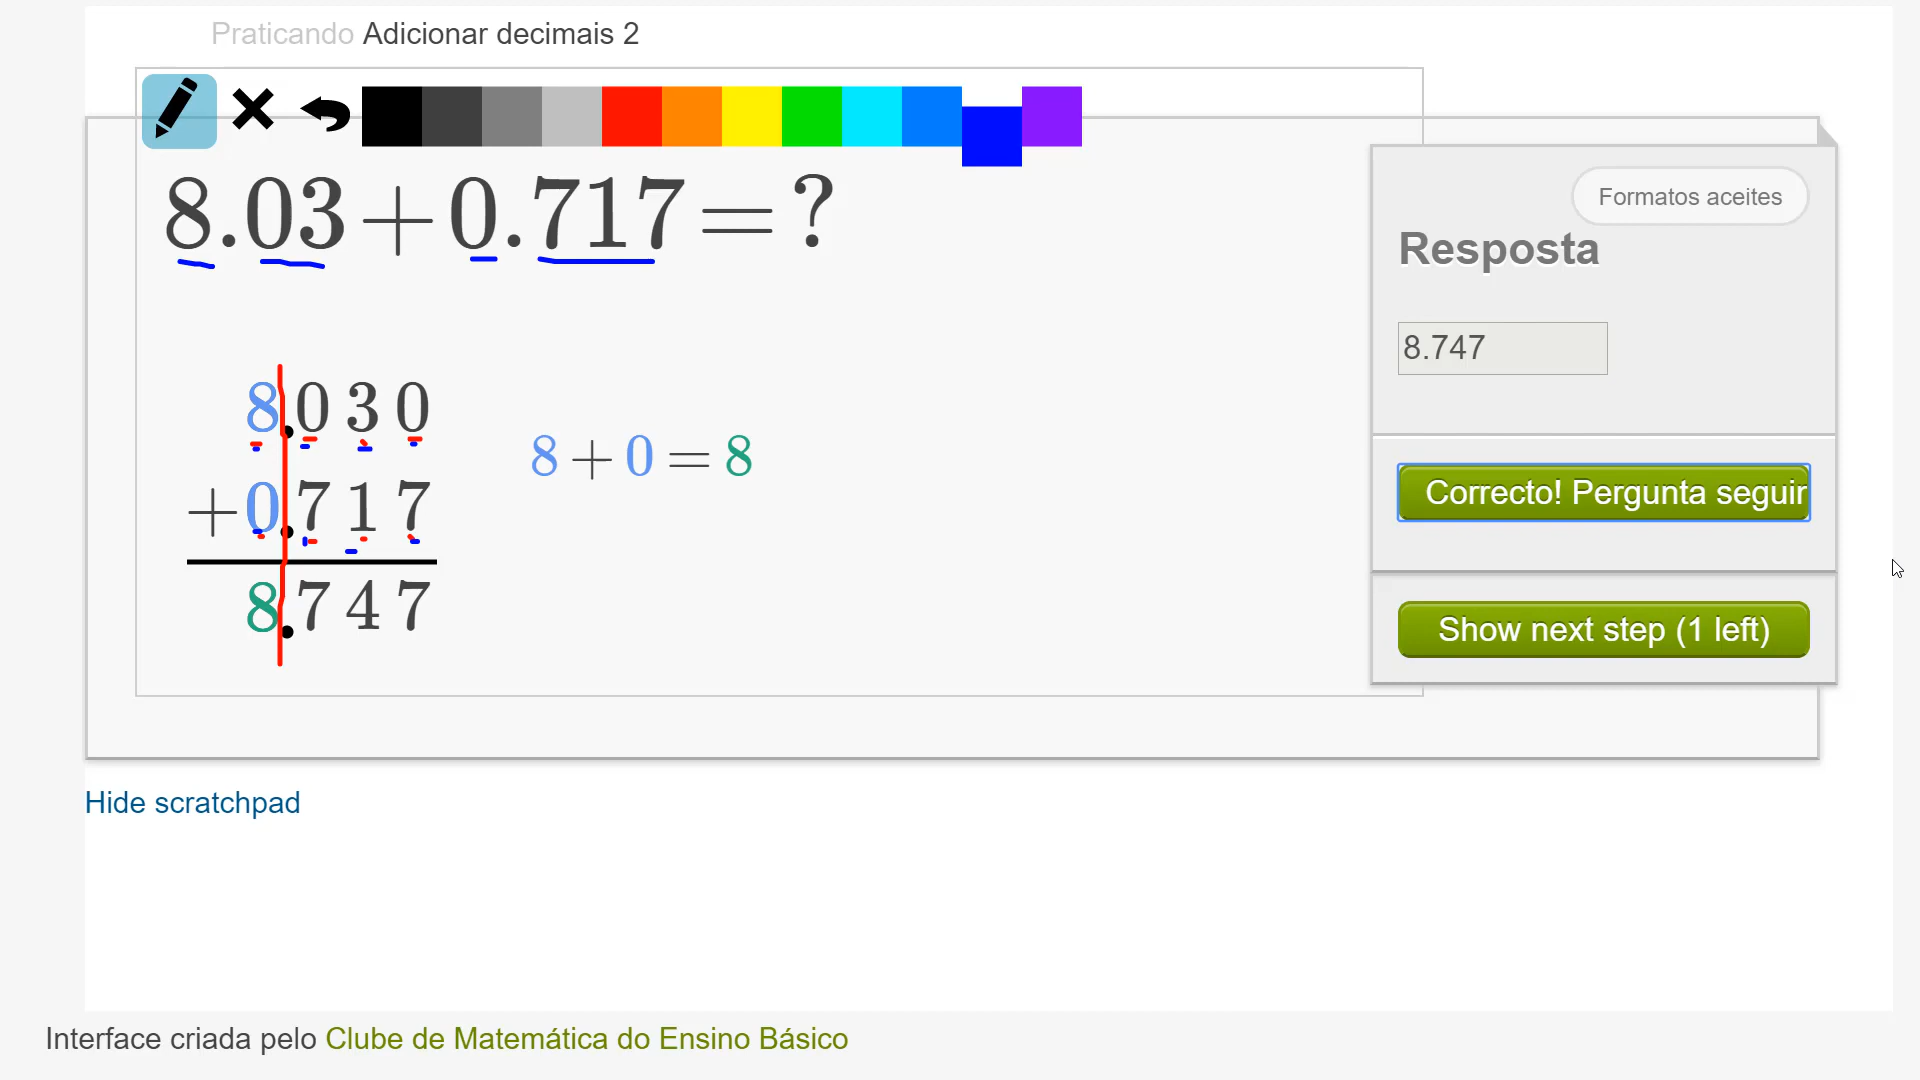 Praticando Adicionar decimais 2
8.03+0.717=?
Formatos aceites
Resposta
8.747
8.030
8+0=8
+0.717
8.747
Correcto! Pergunta seguir
Show next step (1 left)
Hide scratchpad
Interface criada pelo Clube de Matemática do Ensino Básico